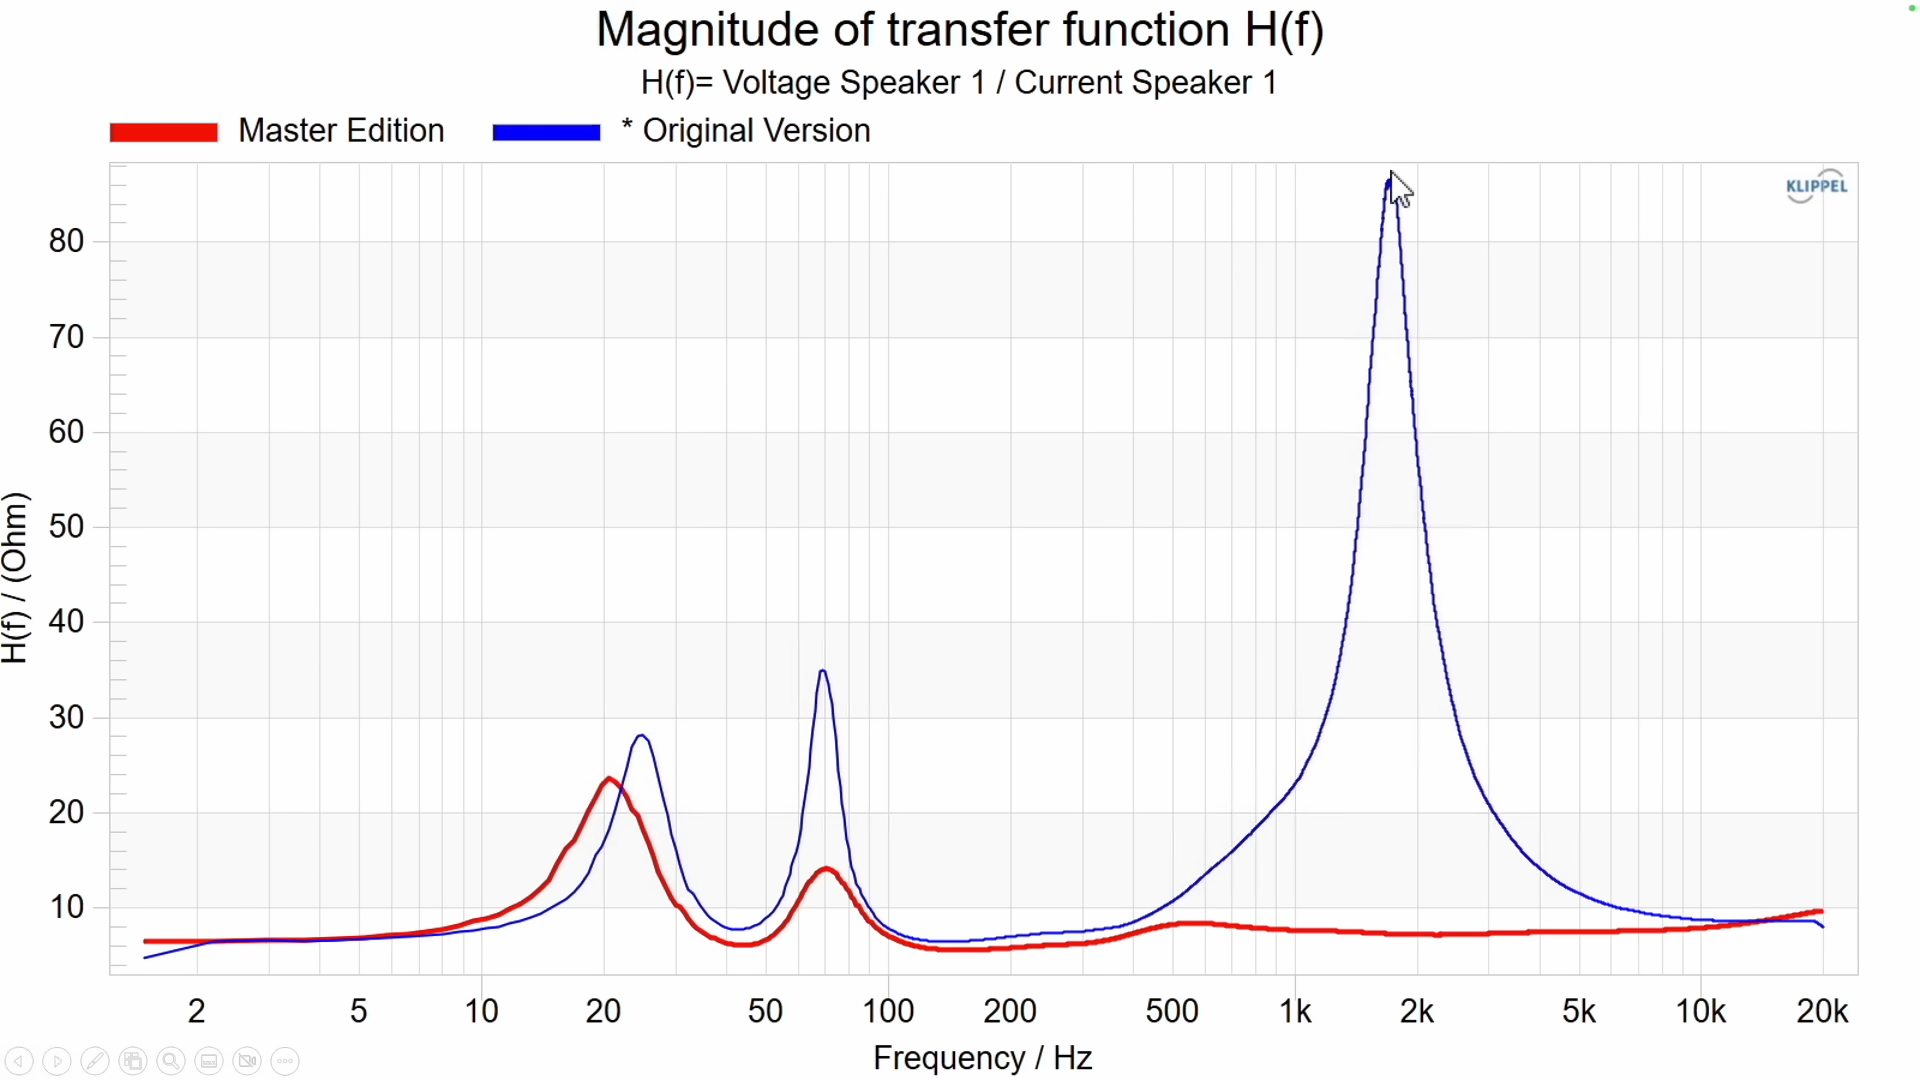 Magnitude of transfer function H(f)
H(f)= Voltage Speaker 1 / Current Speaker 1
Master Edition * Original Version
KLIPPEL
80
70
60
50
40
30
20
10
H(f) / (Ohm)
2 5 10 20 50 100 200 500 1k 2k 5k 10k 20k
Frequency / Hz